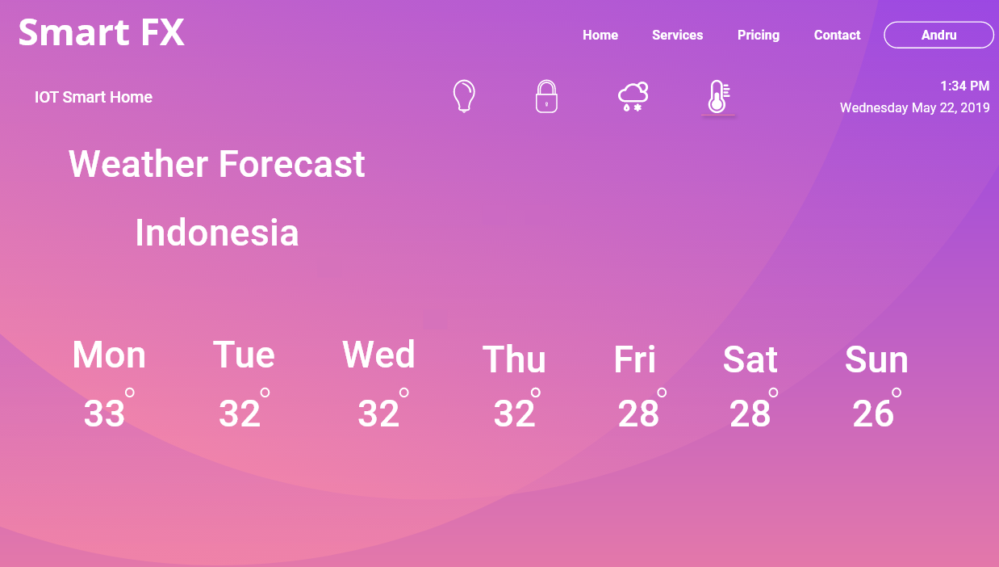 Smart FX
Home Services Pricing Contact Andru
IOT Smart Home
1:34 PM
Wednesday May 22, 2019
Weather Forecast
Indonesia
Mon Tue Wed Thu Fri Sat Sun
33° 32° 32° 32° 28° 28° 26°